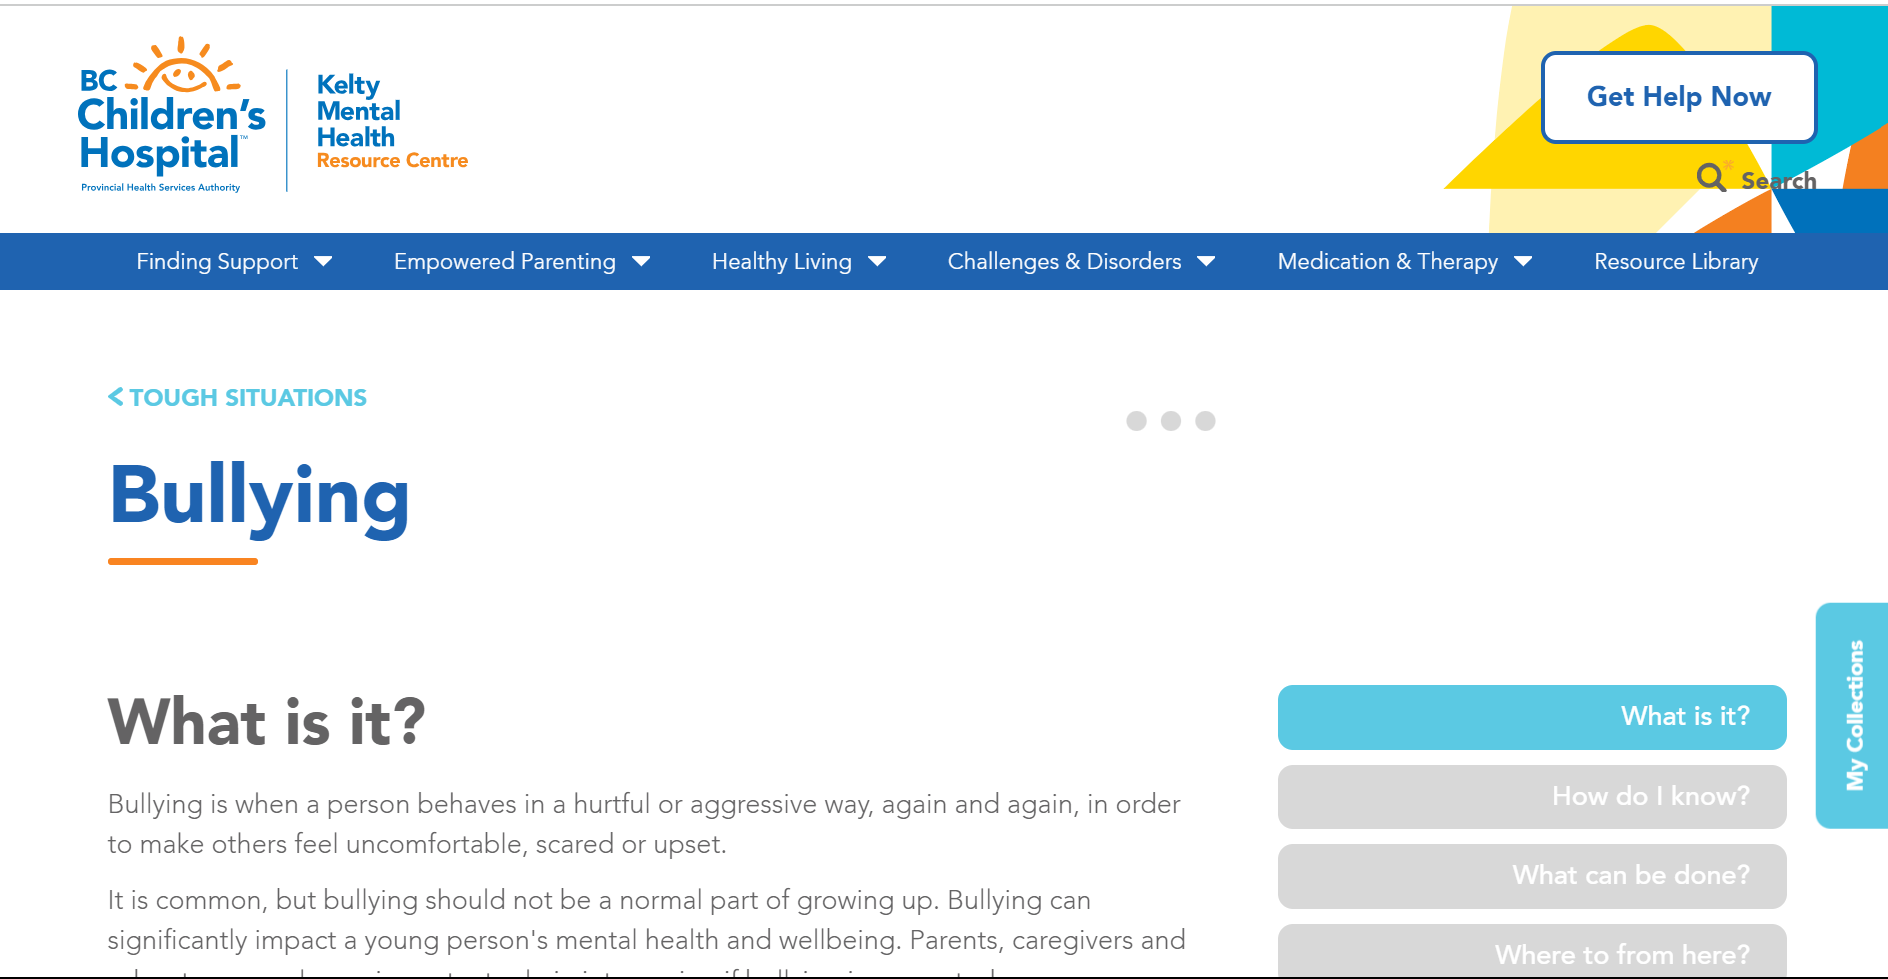 BC
Children's
Hospital™
Provincial Health Services Authority
Kelty
Mental
Health
Resource Centre
Get Help Now
Search
Finding Support
Empowered Parenting
Healthy Living
Challenges & Disorders
Medication & Therapy
Resource Library
< TOUGH SITUATIONS
Bullying
What is it?
Bullying is when a person behaves in a hurtful or aggressive way, again and again, in order
to make others feel uncomfortable, scared or upset.
It is common, but bullying should not be a normal part of growing up. Bullying can
significantly impact a young person's mental health and wellbeing. Parents, caregivers and
What is it?
How do I know?
What can be done?
Where to from here?
My Collections